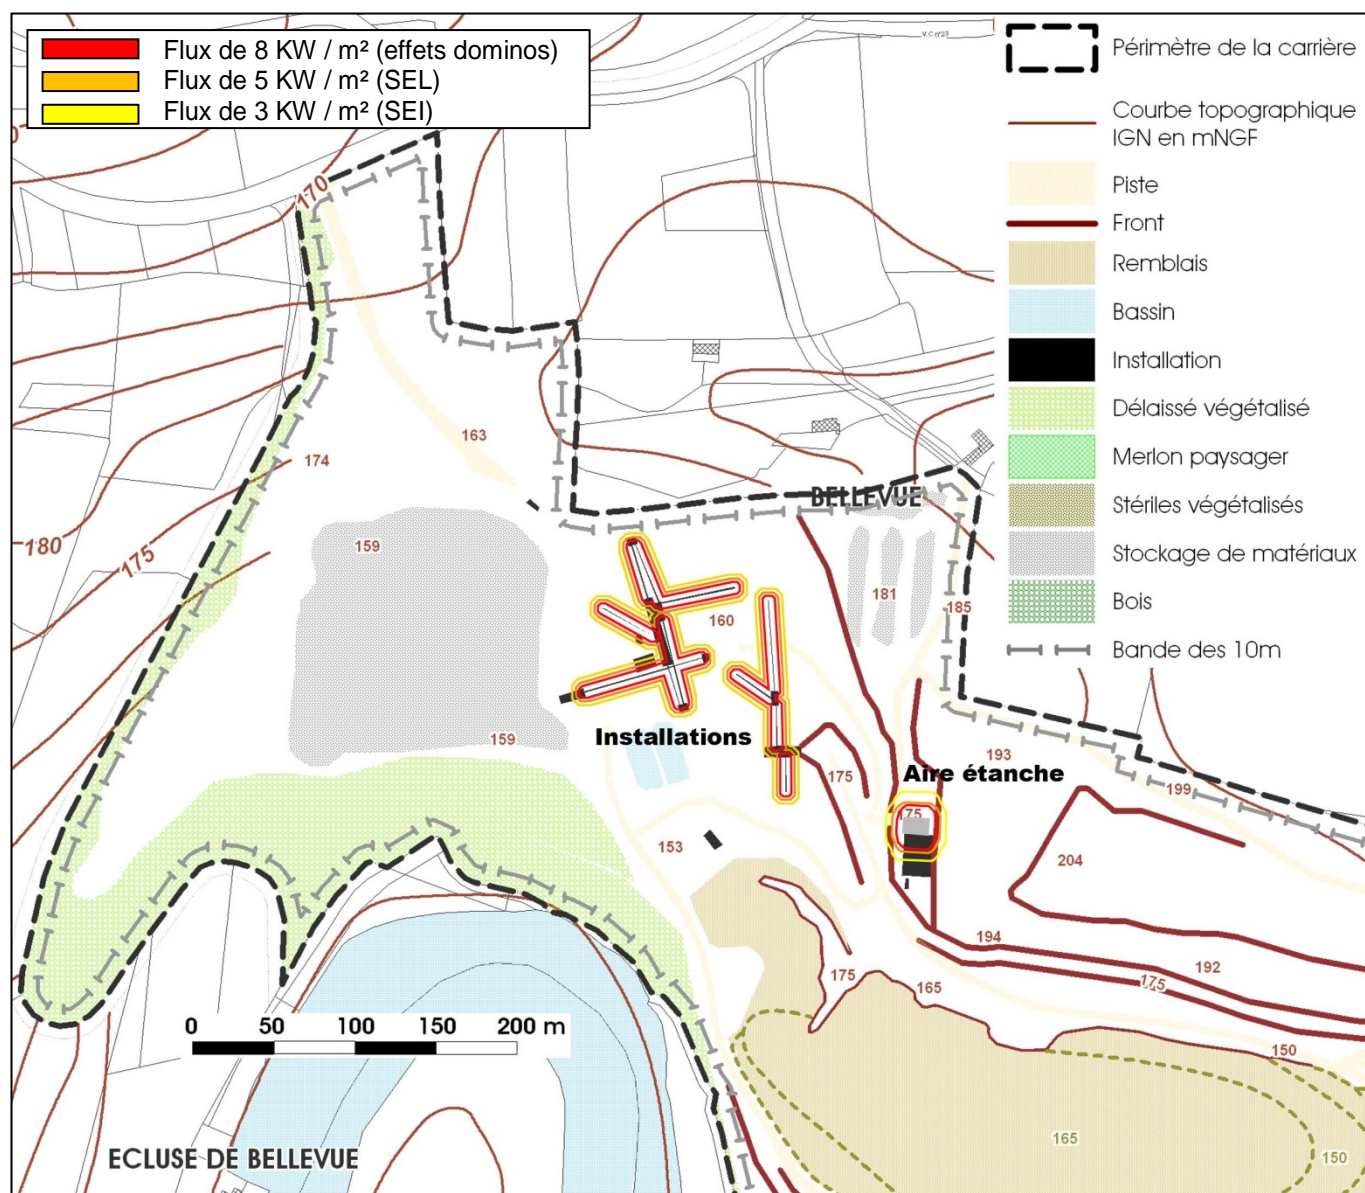 Flux de 8 KW / m² (effets dominos)
Flux de 5 KW / m² (SEL)
Flux de 3 KW / m² (SEI)
Périmètre de la carrière
Courbe topographique
IGN en mNGF
Piste
Front
Remblais
Bassin
Installation
Délaissé végétalisé
Merlon paysager
Stériles végétalisés
Stockage de matériaux
Bois
Bande des 10m
170
163
174
180
175
159
BELLEVUE
181
185
160
159
Installations
175
Aire étanche
193
199
175
153
204
194
192
175
175
165
150
0 50 100 150 200 m
165
150
ECLUSE DE BELLEVUE